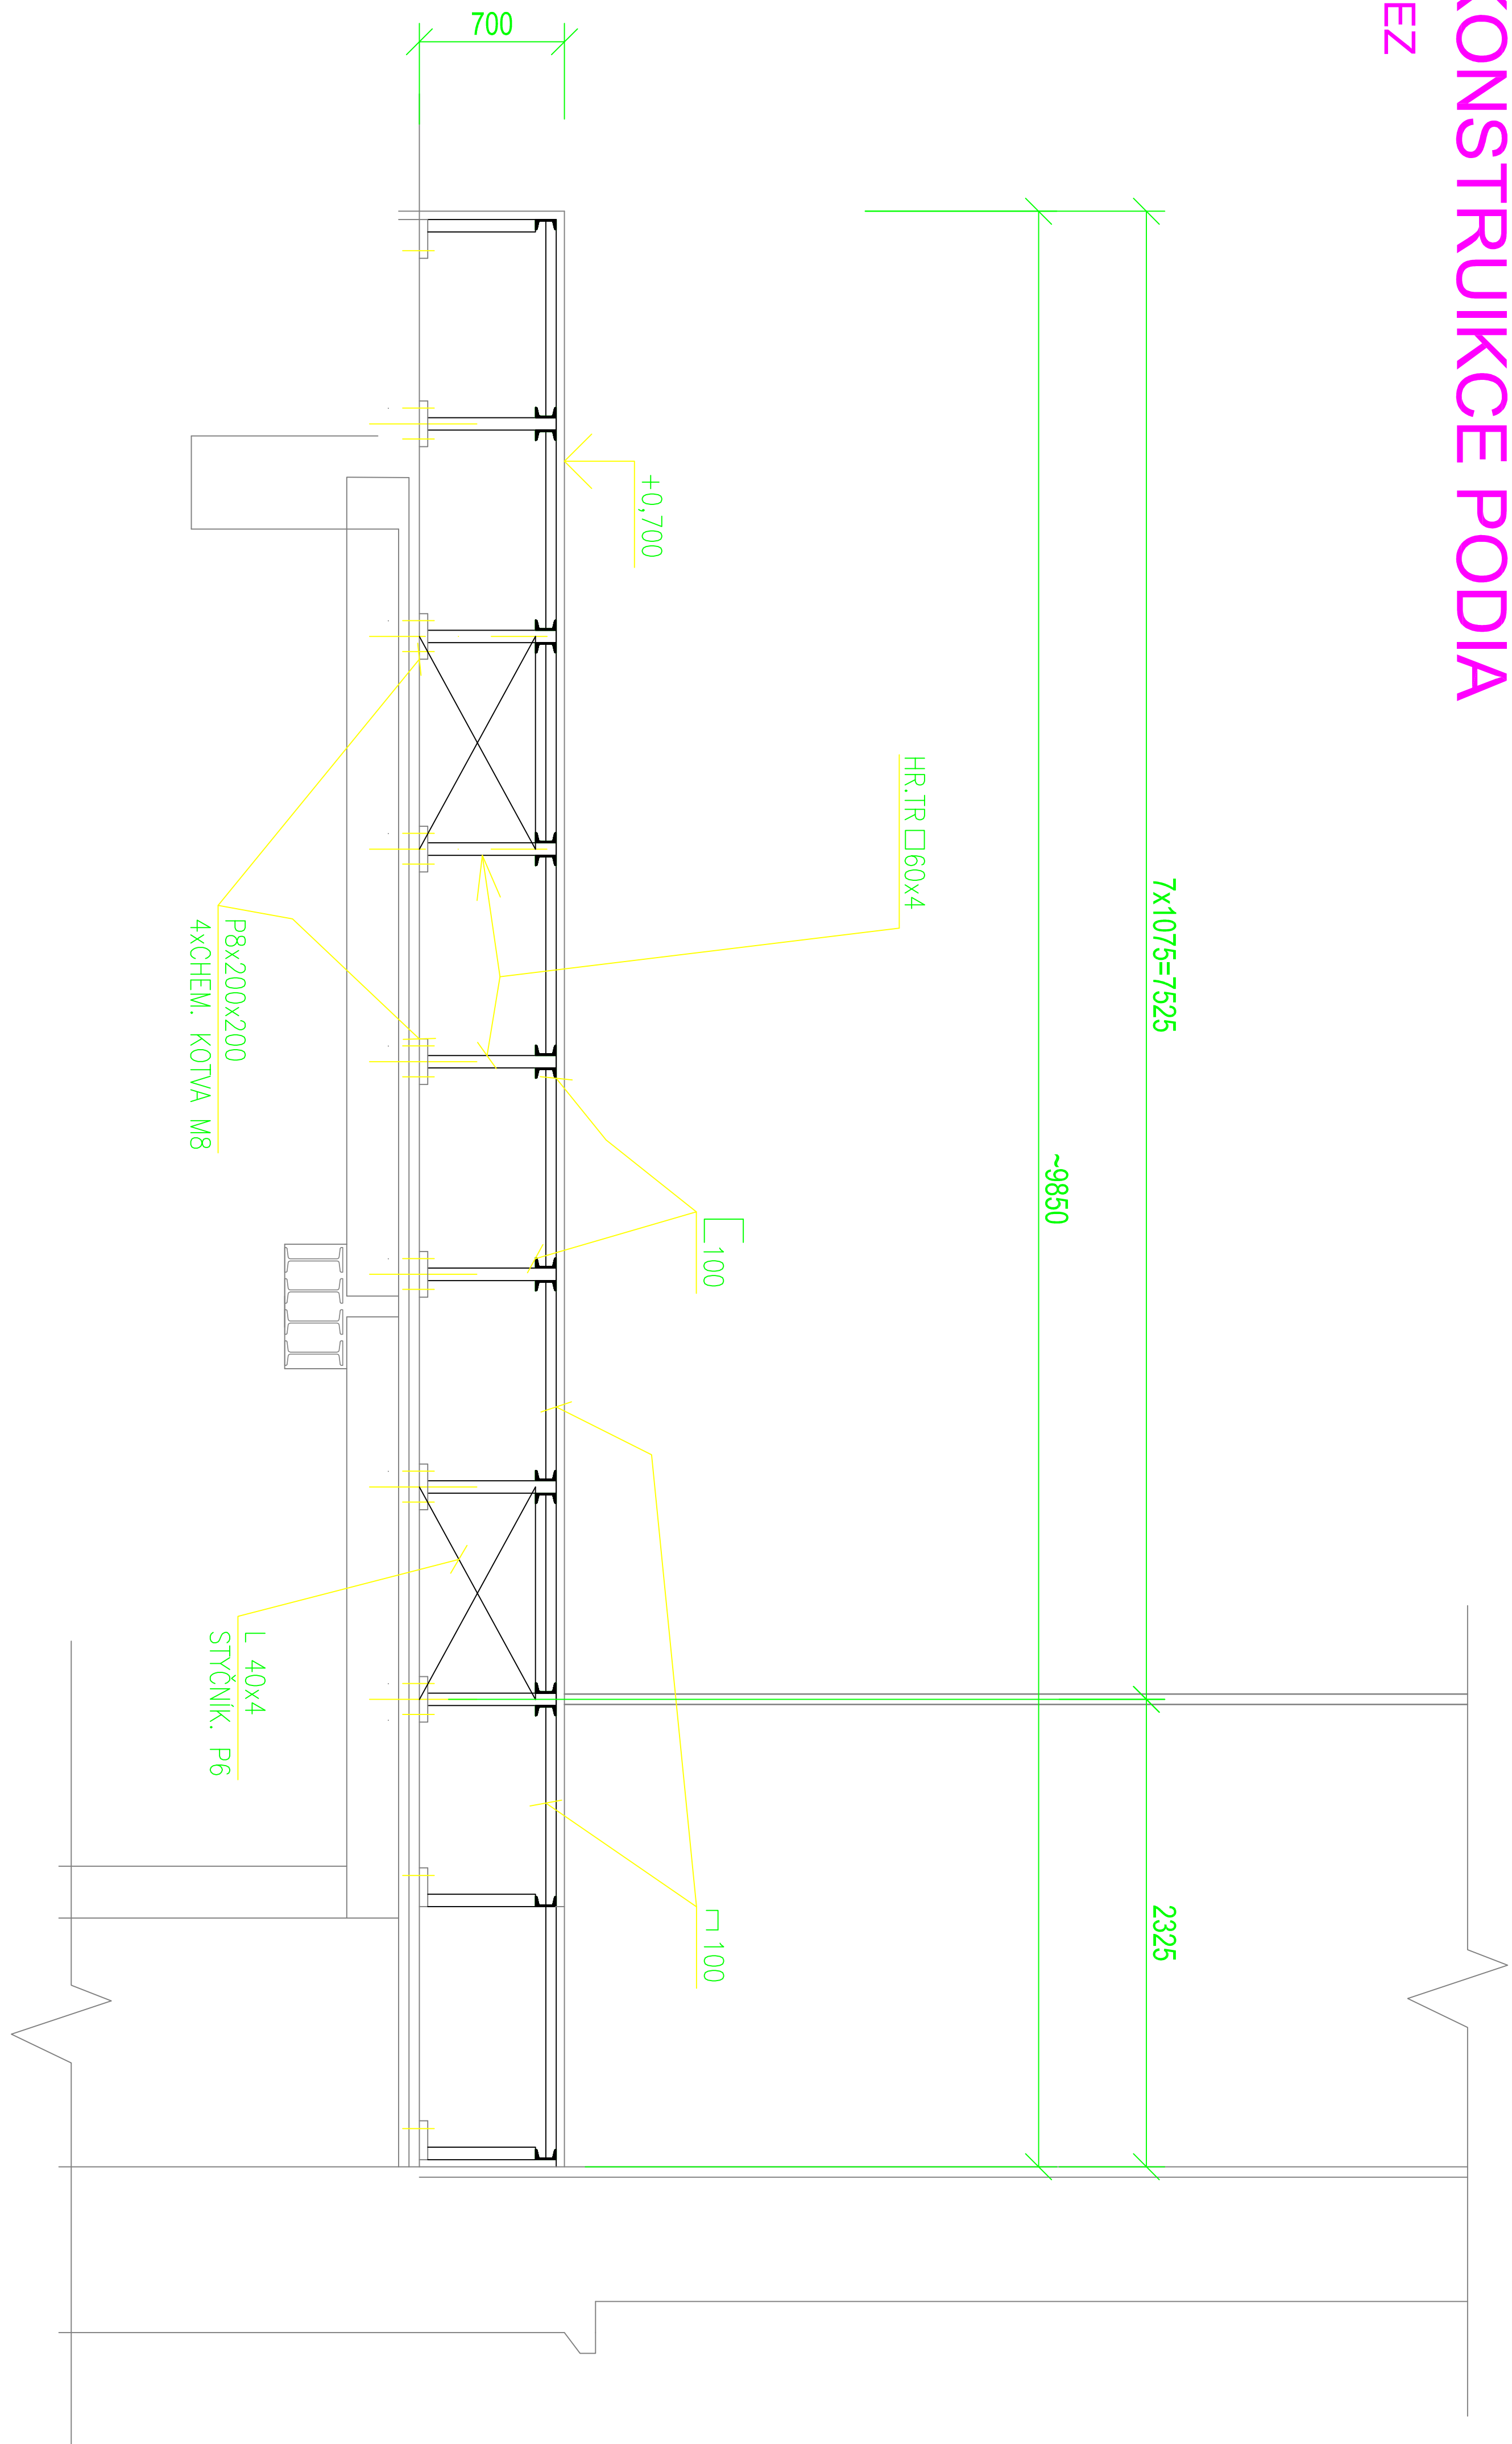 KONSTRUIKCE PODIA
EZ
7x1075=7525
2325
~9850
HR.TR □60x4
700
+0,700
100
100
P8x200x200
4xCHEM. KOTVA M8
L 40x4
STYČNíK. P6